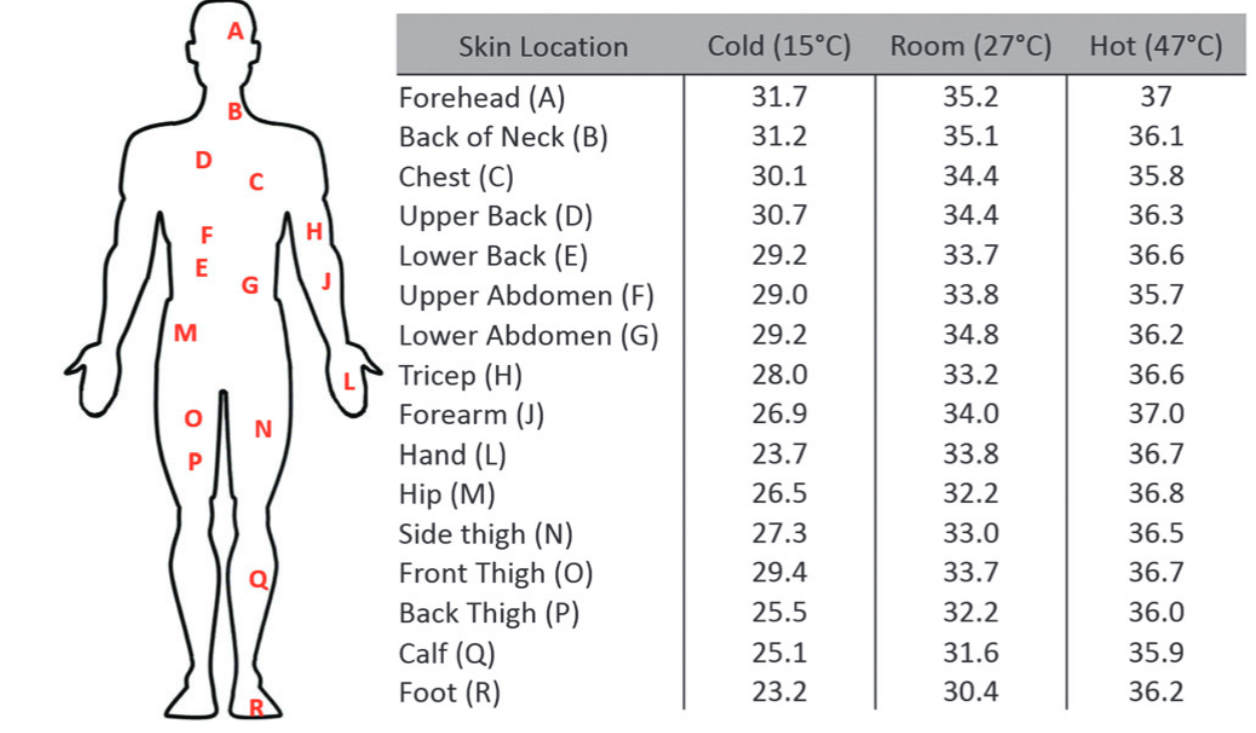 A
B
D
C
F
H
E
G
J
M
L
O
N
P
Q
R
Skin Location Cold (15°C) Room (27°C) Hot (47°C)
Forehead (A) 31.7 35.2 37
Back of Neck (B) 31.2 35.1 36.1
Chest (C) 30.1 34.4 35.8
Upper Back (D) 30.7 34.4 36.3
Lower Back (E) 29.2 33.7 36.6
Upper Abdomen (F) 29.0 33.8 35.7
Lower Abdomen (G) 29.2 34.8 36.2
Tricep (H) 28.0 33.2 36.6
Forearm (J) 26.9 34.0 37.0
Hand (L) 23.7 33.8 36.7
Hip (M) 26.5 32.2 36.8
Side thigh (N) 27.3 33.0 36.5
Front Thigh (O) 29.4 33.7 36.7
Back Thigh (P) 25.5 32.2 36.0
Calf (Q) 25.1 31.6 35.9
Foot (R) 23.2 30.4 36.2